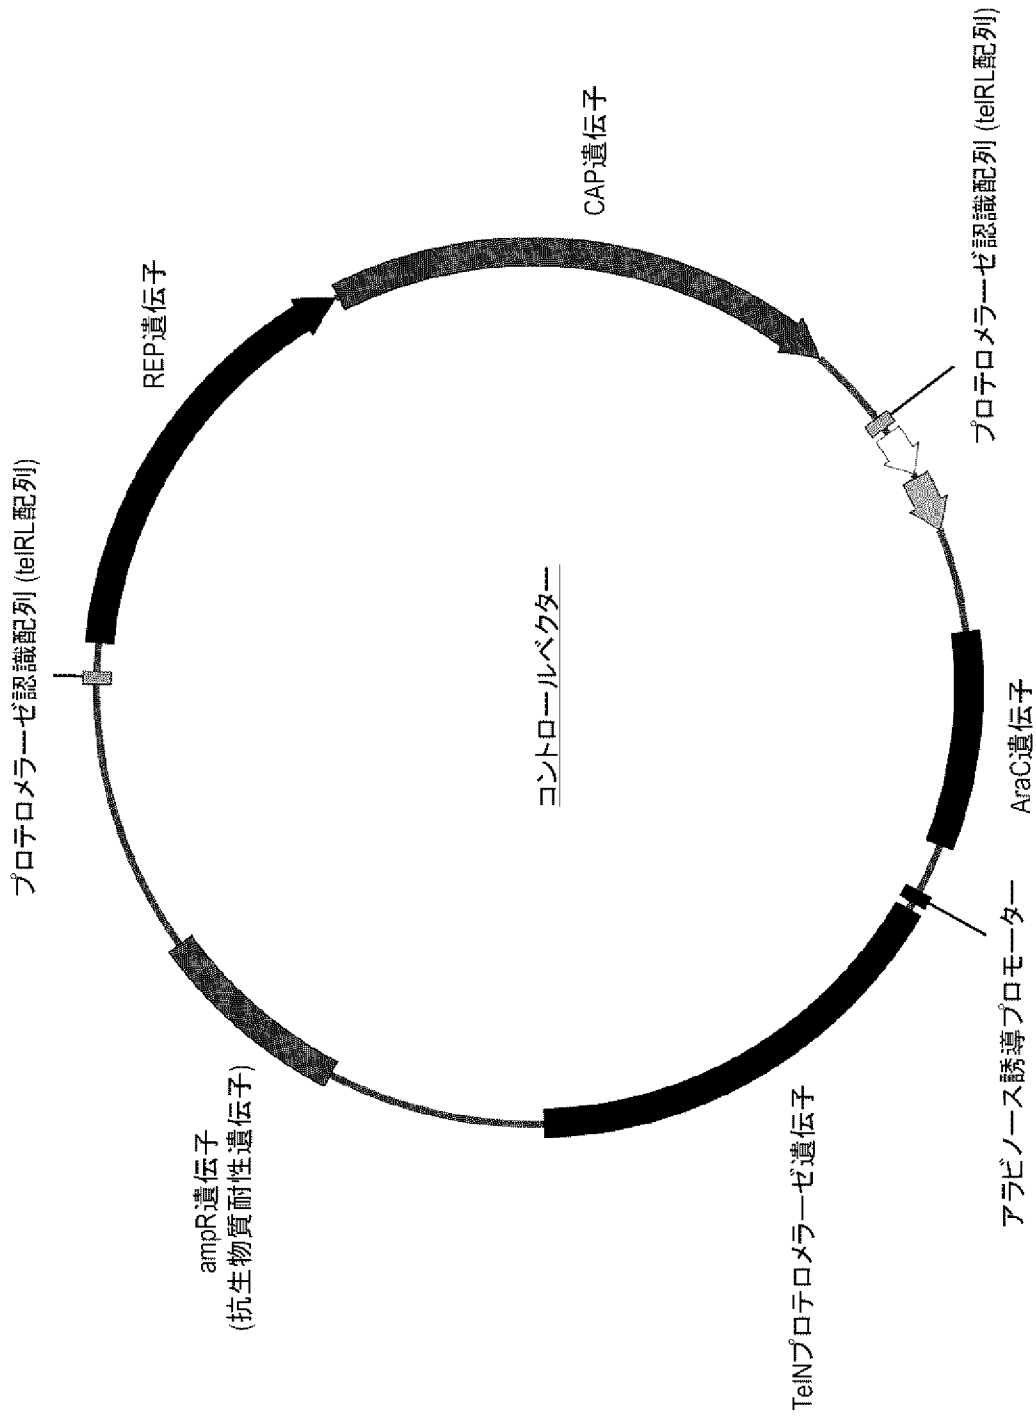 プロテロメラーゼ認識配列 (telRL配列)
REP遺伝子
CAP遺伝子
プロテロメラーゼ認識配列 (telRL配列)
コントロールベクター
AraC遺伝子
アラビノース誘導プロモーター
TelNプロテロメラーゼ遺伝子
ampR遺伝子
(抗生物質耐性遺伝子)